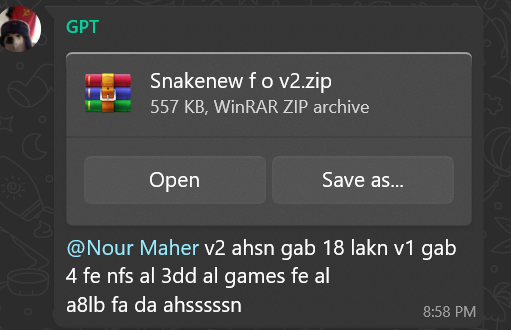 GPT
Snakenew f o v2.zip
557 KB, WinRAR ZIP archive
Open
Save as...
@Nour Maher v2 ahsn gab 18 lakn v1 gab
4 fe nfs al 3dd al games fe al
a8lb fa da ahsssssn
8:58 PM